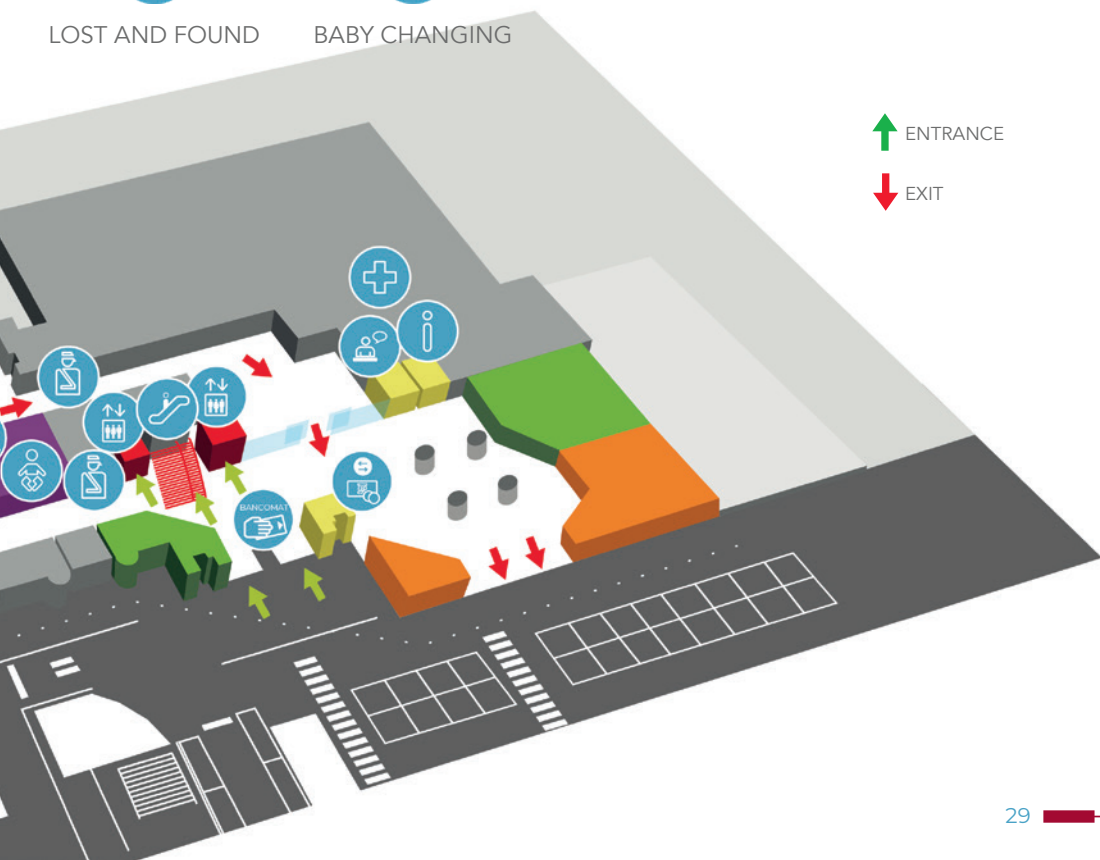 LOST AND FOUND
BABY CHANGING
ENTRANCE
EXIT
BANCOMAT
29